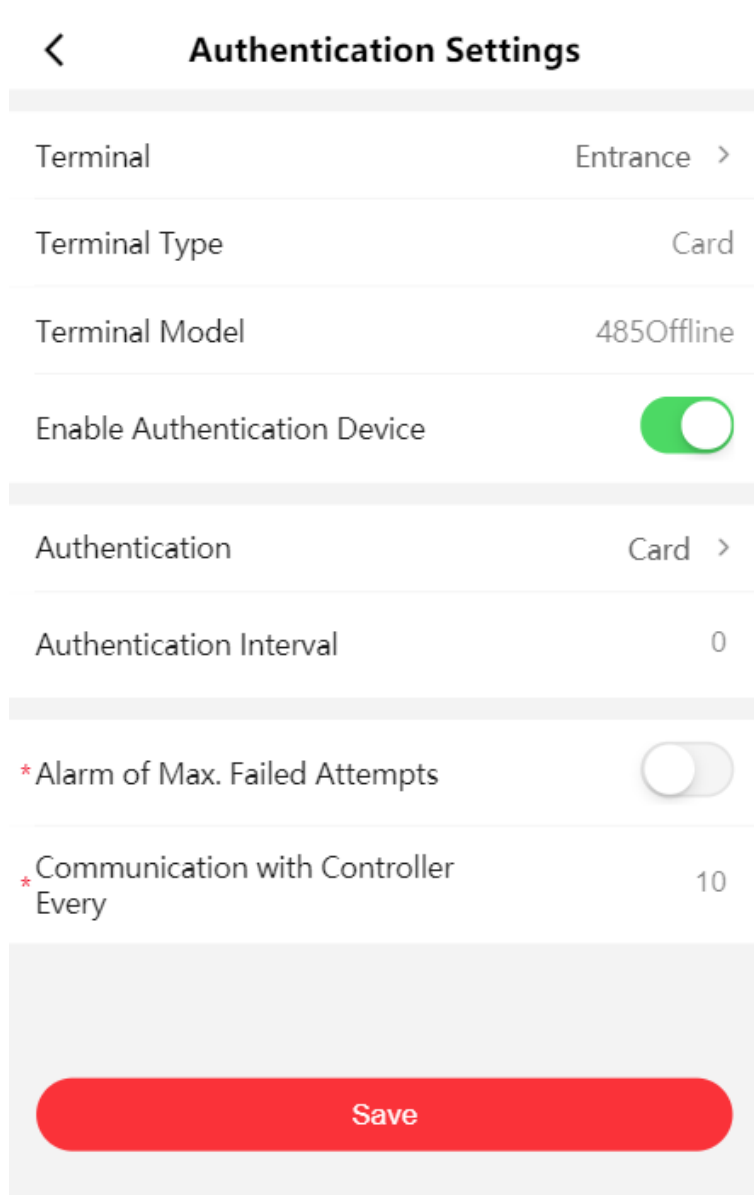 Authentication Settings
Terminal Entrance
Terminal Type Card
Terminal Model 485Offline
Enable Authentication Device
Authentication Card
Authentication Interval 0
*Alarm of Max. Failed Attempts
*Communication with Controller
Every 10
Save